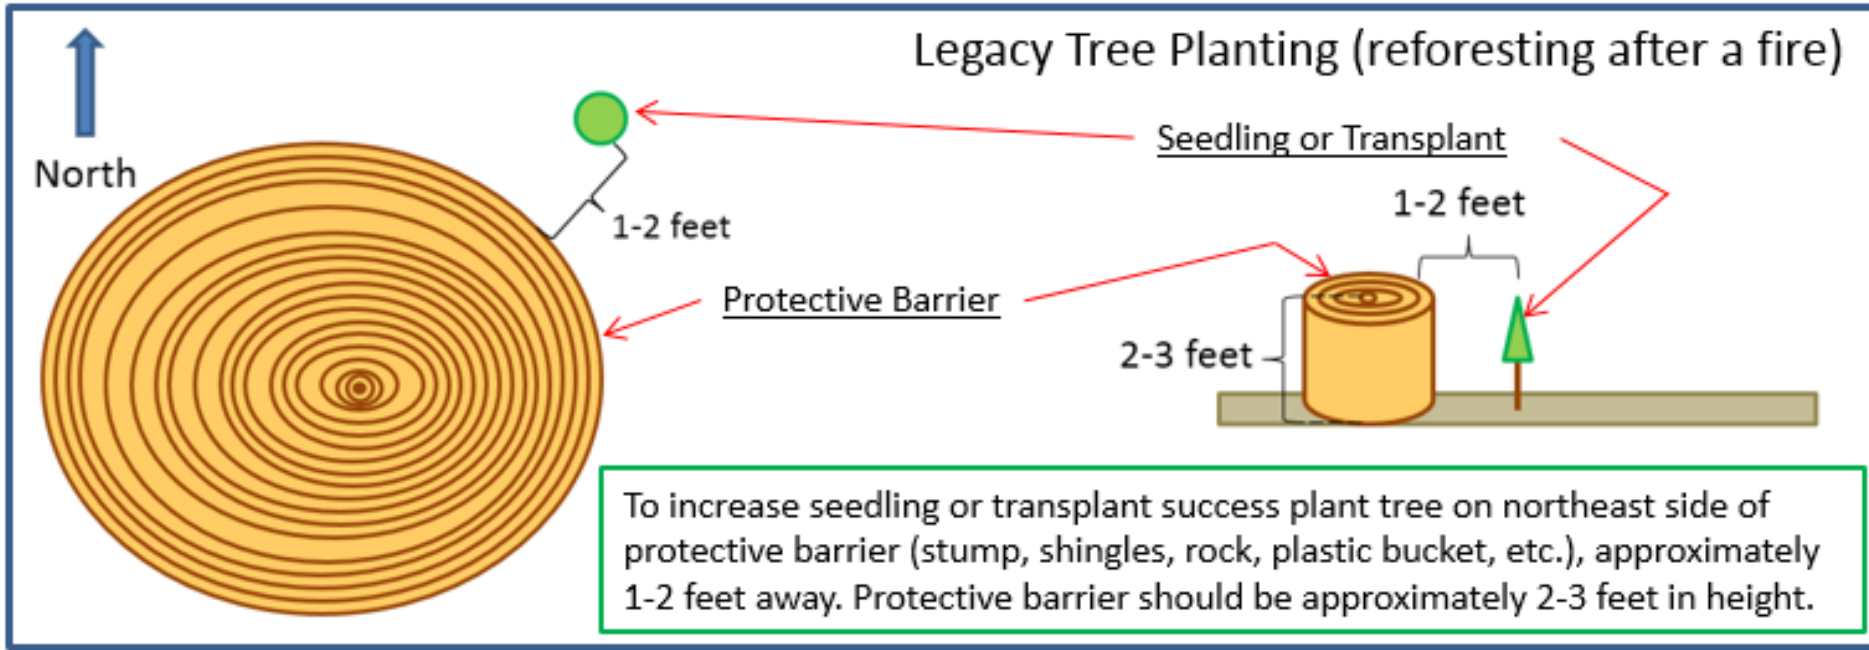 Legacy Tree Planting (reforesting after a fire)
North
Seedling or Transplant
1-2 feet
1-2 feet
Protective Barrier
2-3 feet
To increase seedling or transplant success plant tree on northeast side of
protective barrier (stump, shingles, rock, plastic bucket, etc.), approximately
1-2 feet away. Protective barrier should be approximately 2-3 feet in height.